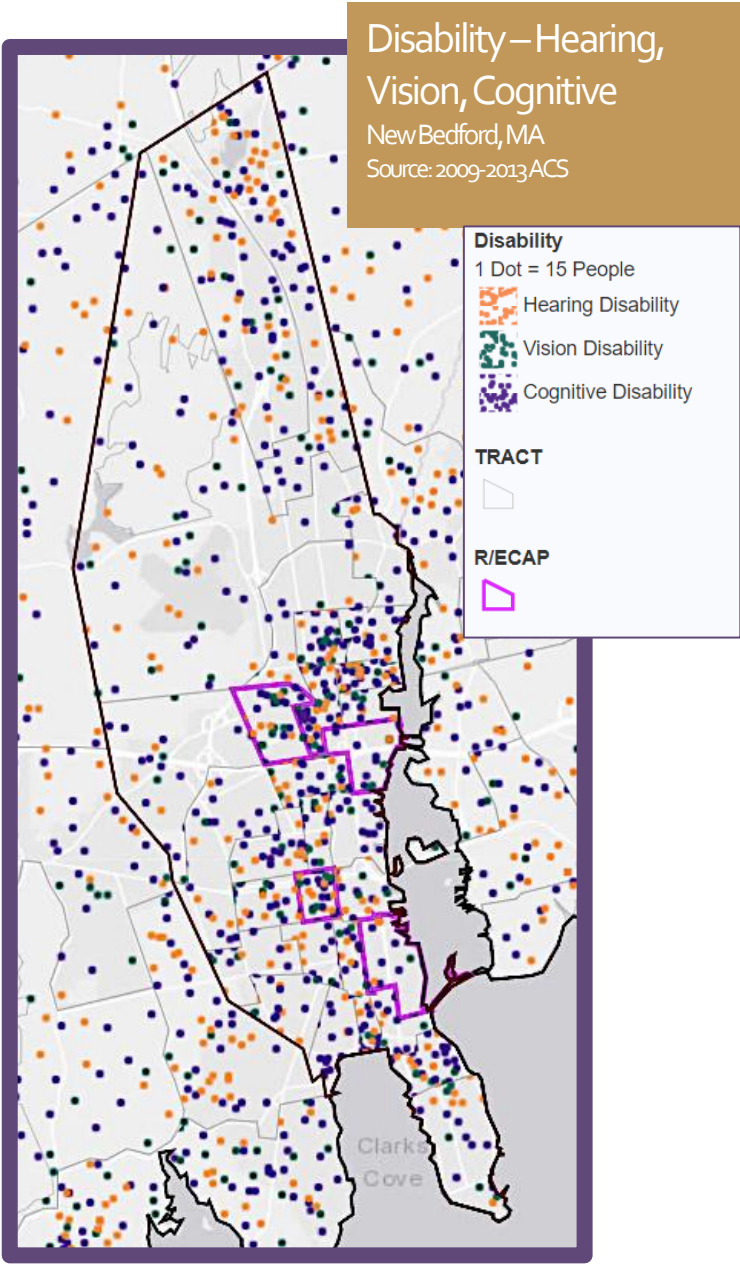 Disability – Hearing,
Vision, Cognitive
New Bedford, MA
Source: 2009-2013 ACS
Disability
1 Dot = 15 People
Hearing Disability
Vision Disability
Cognitive Disability
TRACT
R/ECAP
Clarks
Cove